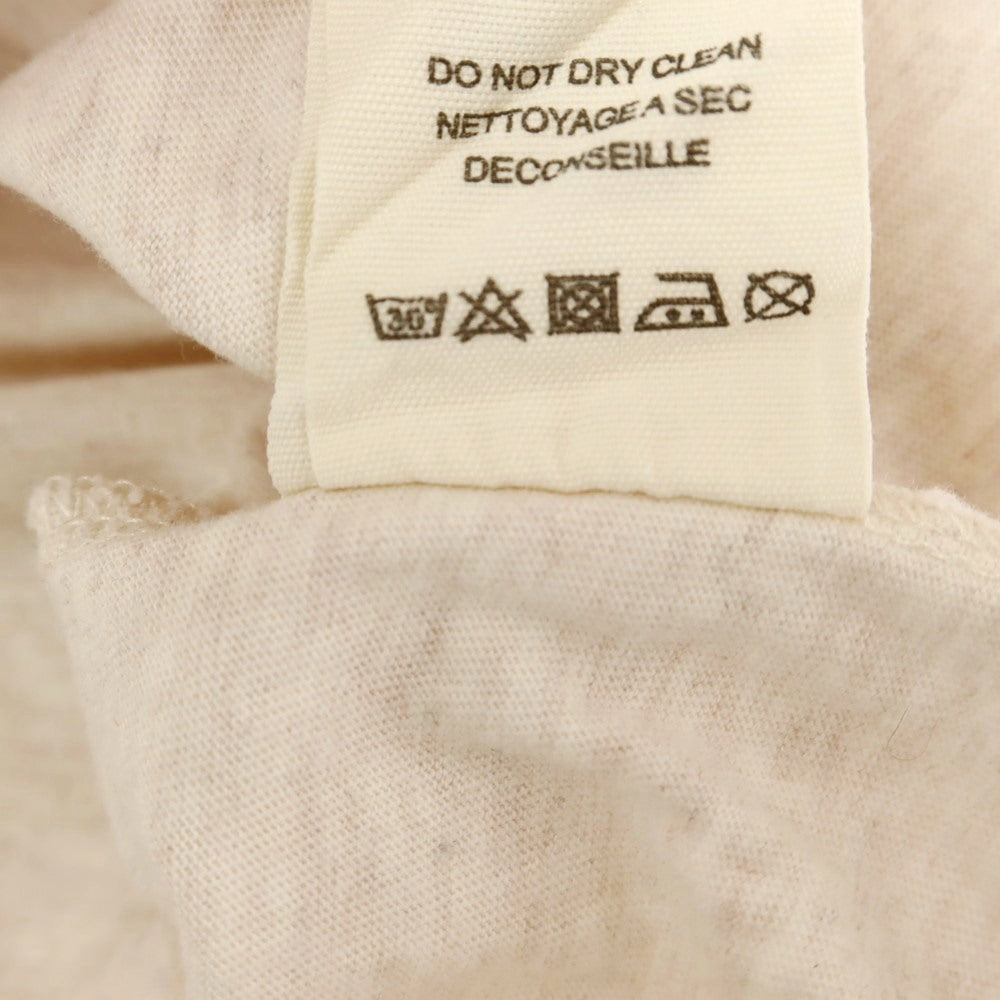 DO NOT DRY CLEAN
NETTOYAGE A SEC
DECONSEILLE
30°